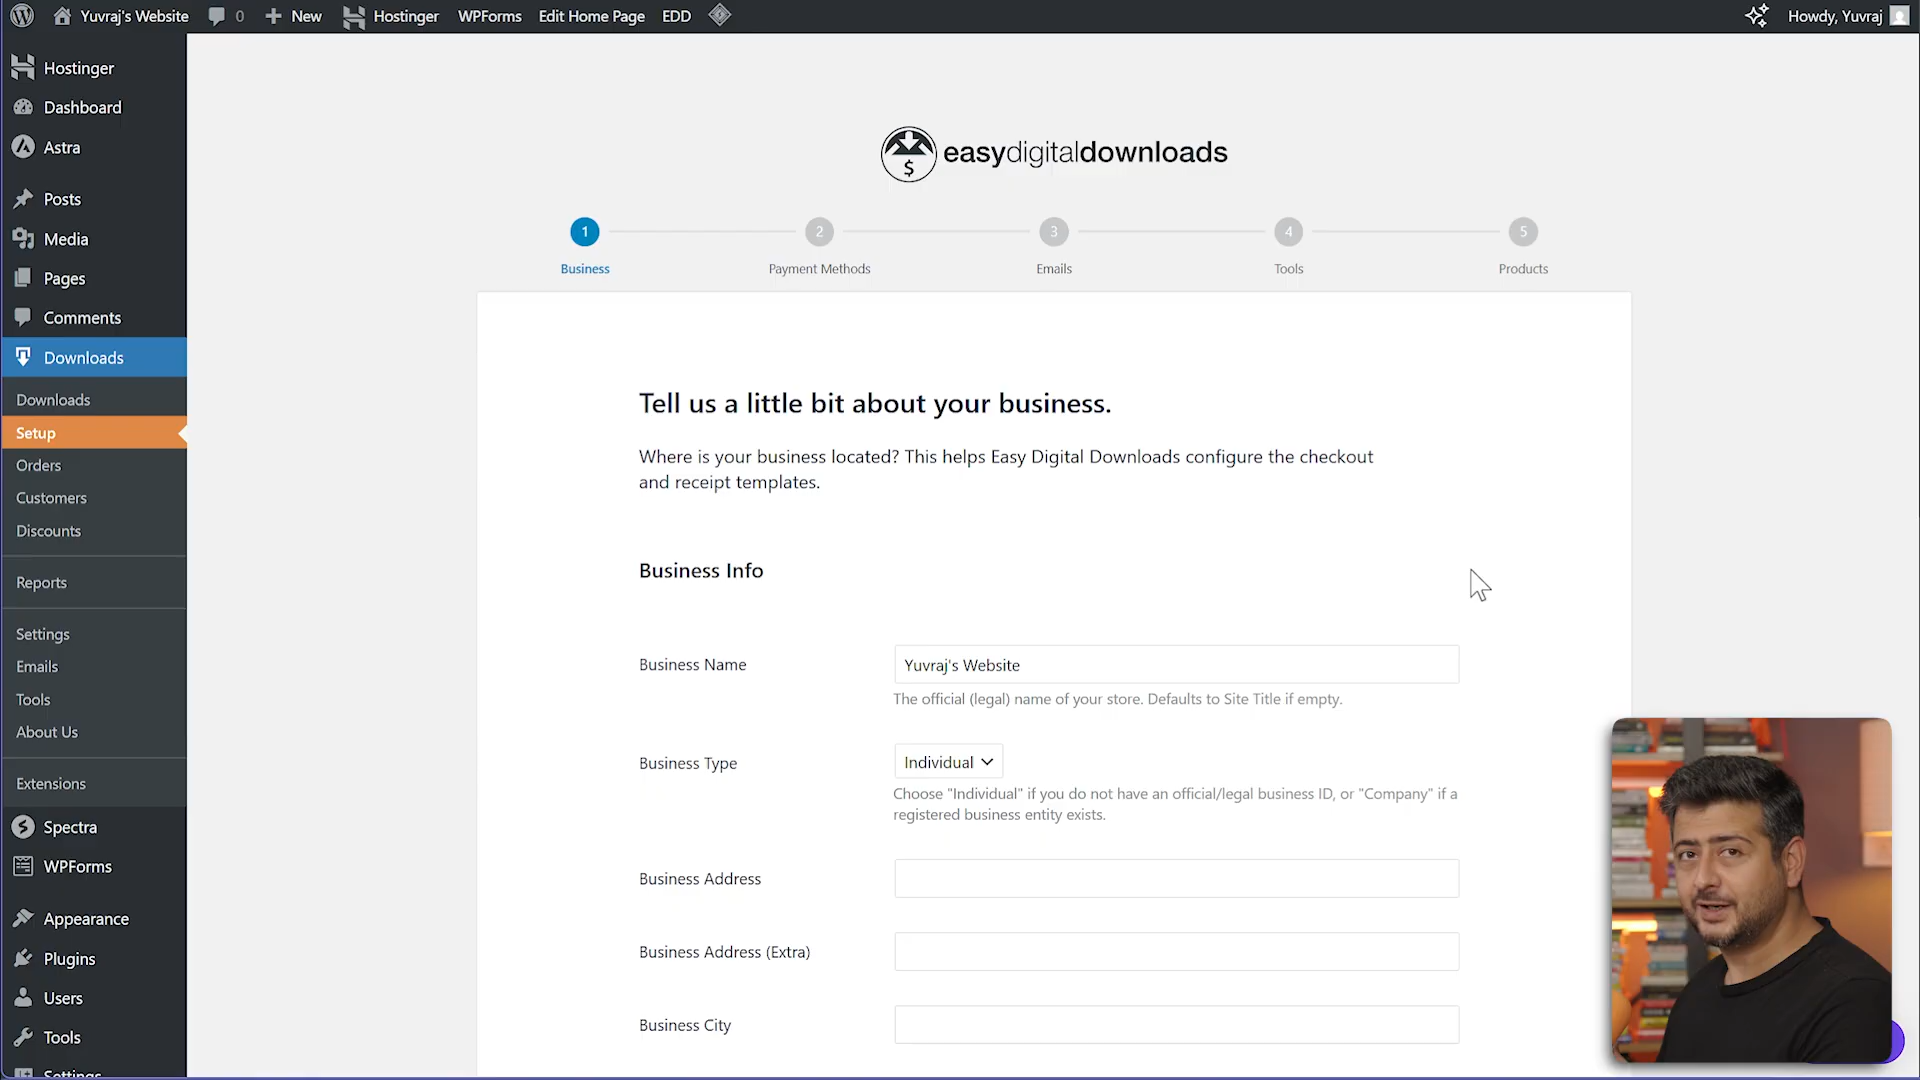 Yuvraj's Website
0
New
Hostinger
WPForms
Edit Home Page
EDD
Howdy, Yuvraj
Hostinger
Dashboard
Astra
Posts
Media
Pages
Comments
Downloads
Downloads
Setup
Orders
Customers
Discounts
Reports
Settings
Emails
Tools
About Us
Extensions
Spectra
WPForms
Appearance
Plugins
Users
Tools
Settings
$ easydigitaldownloads
1
2
3
4
5
Business
Payment Methods
Emails
Tools
Products
Tell us a little bit about your business.
Where is your business located? This helps Easy Digital Downloads configure the checkout
and receipt templates.
Business Info
Business Name
Yuvraj's Website
The official (legal) name of your store. Defaults to Site Title if empty.
Business Type
Individual
Choose "Individual" if you do not have an official/legal business ID, or "Company" if a
registered business entity exists.
Business Address
Business Address (Extra)
Business City